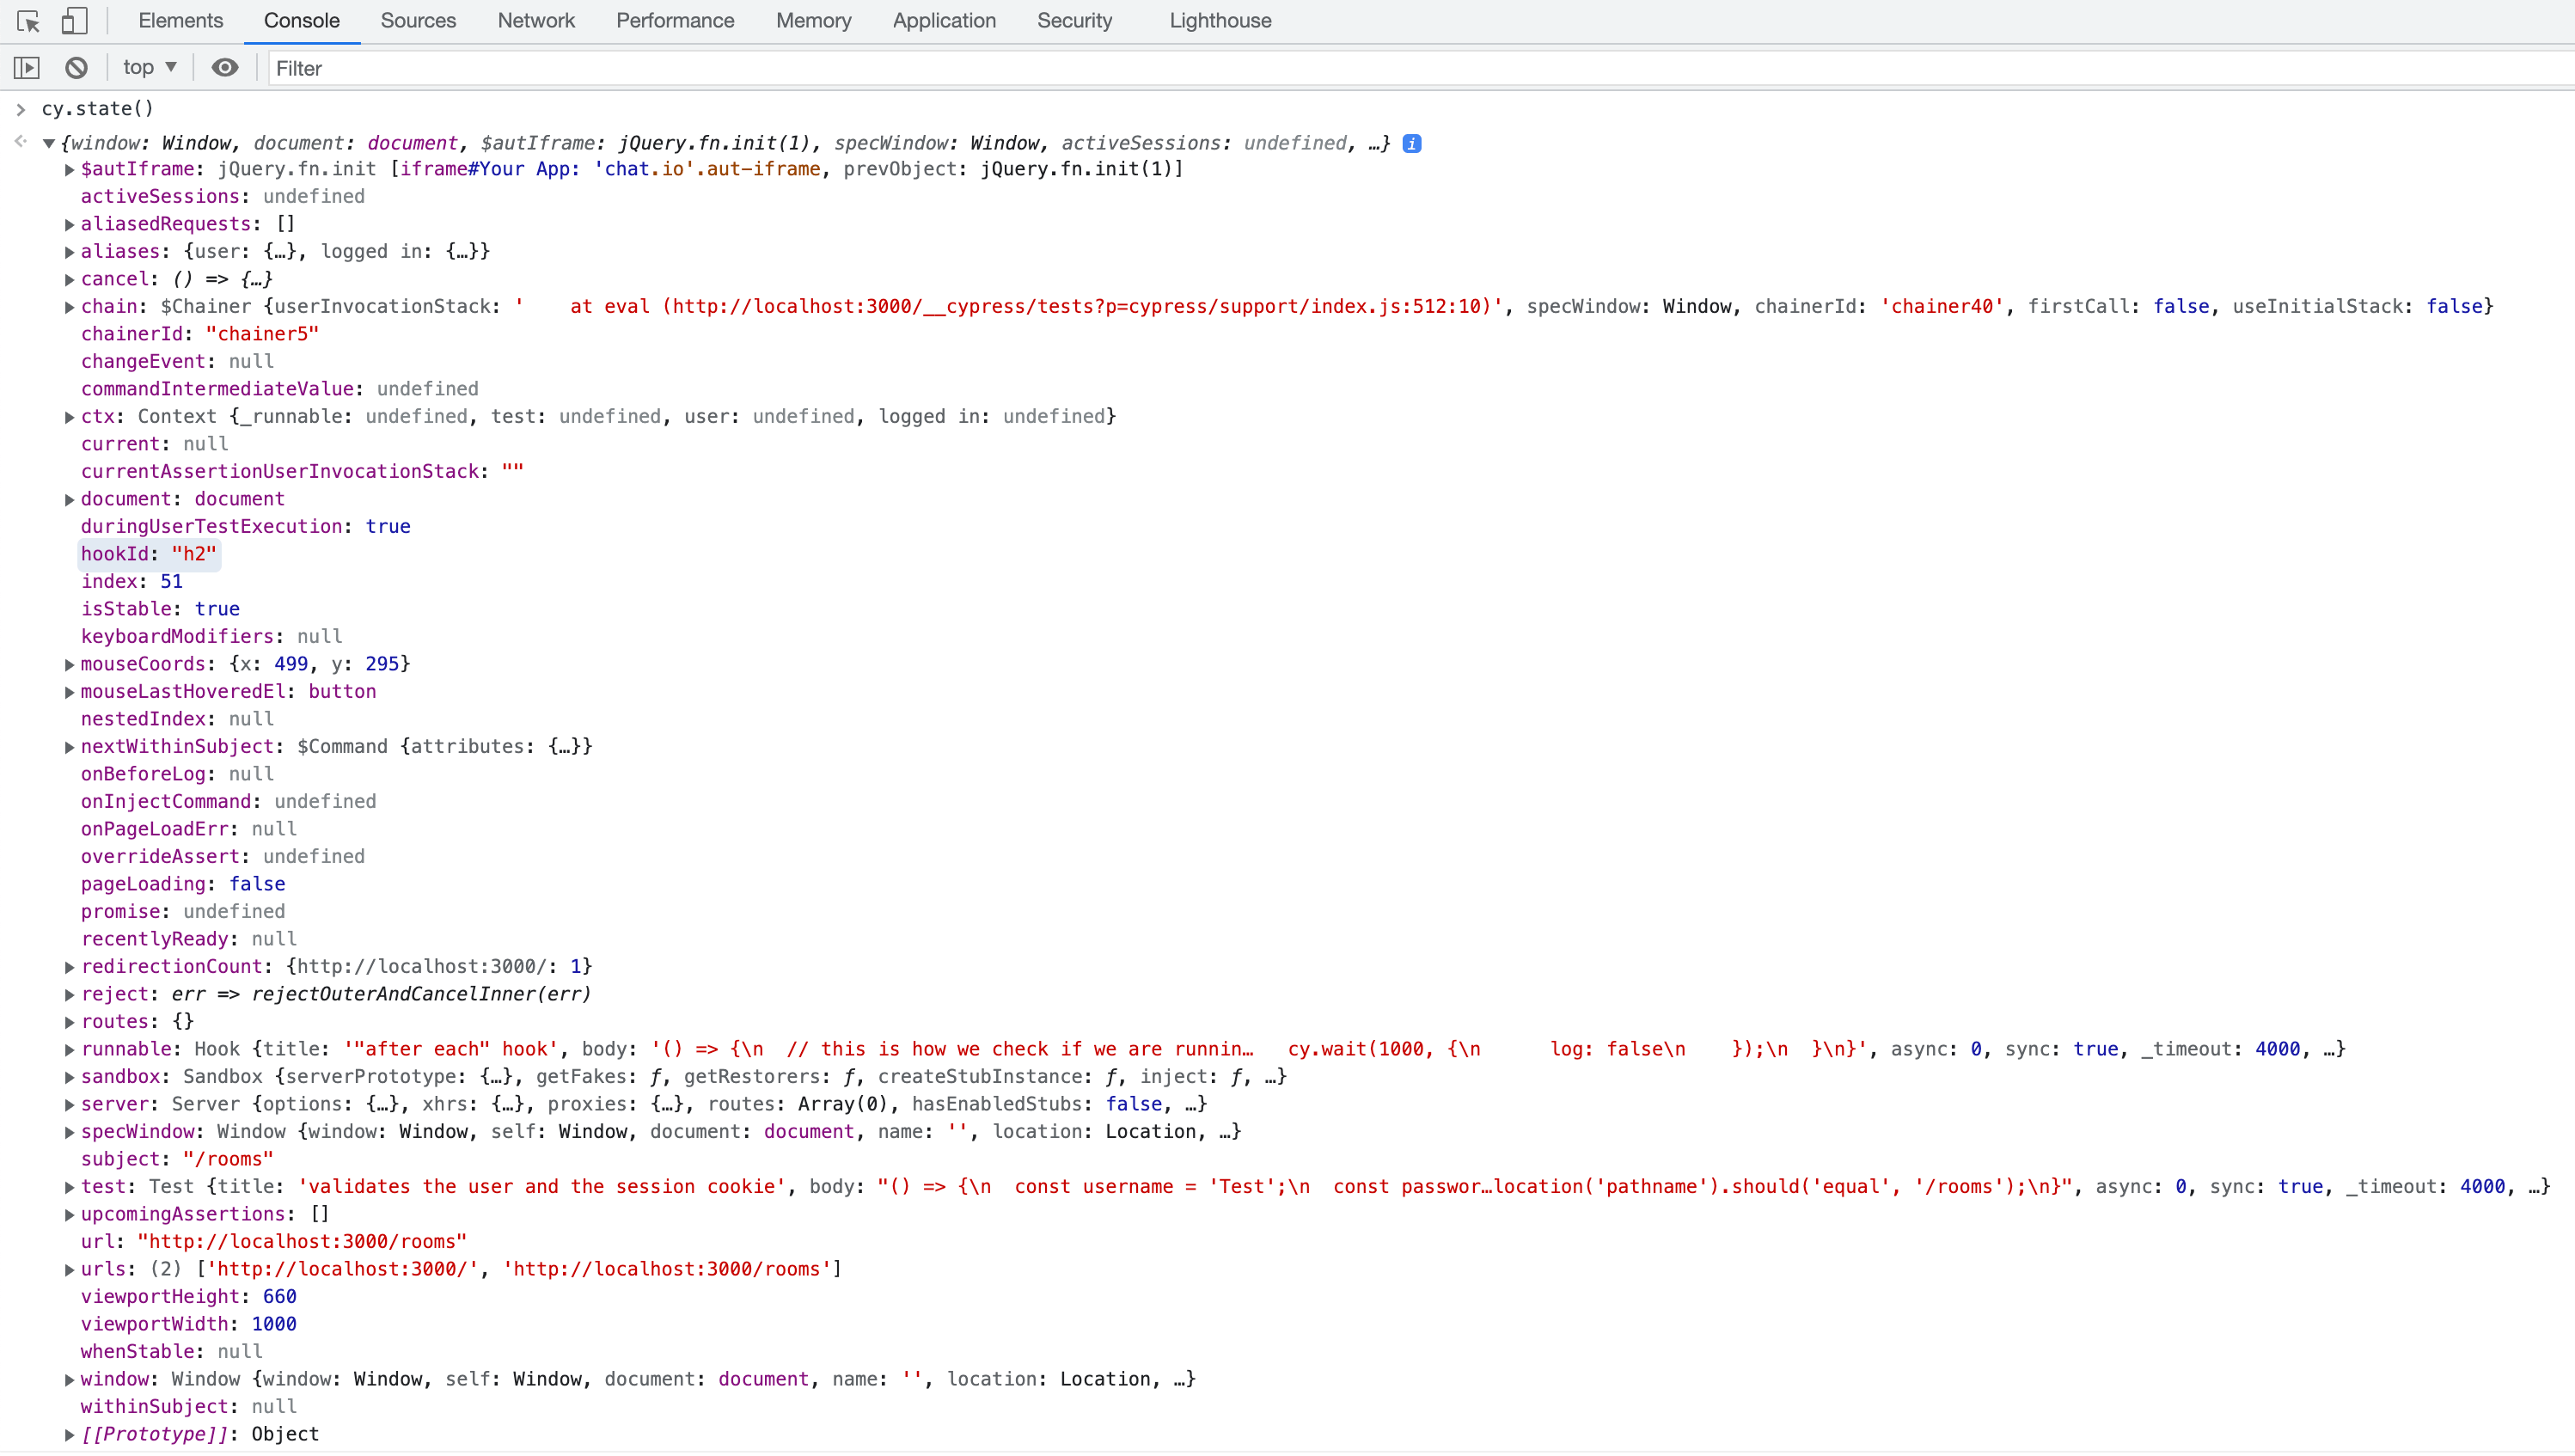 Elements Console Sources Network Performance Memory Application Security Lighthouse
top ▼ Filter
> cy.state()
{window: Window, document: document, $autIframe: jQuery.fn.init(1), specWindow: Window, activeSessions: undefined, …} i
$autIframe: jQuery.fn.init [iframe#Your App: 'chat.io'.aut-iframe, prevObject: jQuery.fn.init(1)]
activeSessions: undefined
aliasedRequests: []
aliases: {user: {…}, logged in: {…}}
cancel: () => {…}
chain: $Chainer {userInvocationStack: '    at eval (http://localhost:3000/__cypress/tests?p=cypress/support/index.js:512:10)', specWindow: Window, chainerId: 'chainer40', firstCall: false, useInitialStack: false}
chainerId: "chainer5"
changeEvent: null
commandIntermediateValue: undefined
ctx: Context {_runnable: undefined, test: undefined, user: undefined, logged in: undefined}
current: null
currentAssertionUserInvocationStack: ""
document: document
duringUserTestExecution: true
hookId: "h2"
index: 51
isStable: true
keyboardModifiers: null
mouseCoords: {x: 499, y: 295}
mouseLastHoveredEl: button
nestedIndex: null
nextWithinSubject: $Command {attributes: {…}}
onBeforeLog: null
onInjectCommand: undefined
onPageLoadErr: null
overrideAssert: undefined
pageLoading: false
promise: undefined
recentlyReady: null
redirectionCount: {http://localhost:3000/: 1}
reject: err => rejectOuterAndCancelInner(err)
routes: {}
runnable: Hook {title: '"after each" hook', body: '() => {\n  // this is how we check if we are runnin…   cy.wait(1000, {\n      log: false\n    });\n  }\n}', async: 0, sync: true, _timeout: 4000, …}
sandbox: Sandbox {serverPrototype: {…}, getFakes: ƒ, getRestorers: ƒ, createStubInstance: ƒ, inject: ƒ, …}
server: Server {options: {…}, xhrs: {…}, proxies: {…}, routes: Array(0), hasEnabledStubs: false, …}
specWindow: Window {window: Window, self: Window, document: document, name: '', location: Location, …}
subject: "/rooms"
test: Test {title: 'validates the user and the session cookie', body: "() => {\n  const username = 'Test';\n  const passwor…location('pathname').should('equal', '/rooms');\n}", async: 0, sync: true, _timeout: 4000, …}
upcomingAssertions: []
url: "http://localhost:3000/rooms"
urls: (2) ['http://localhost:3000/', 'http://localhost:3000/rooms']
viewportHeight: 660
viewportWidth: 1000
whenStable: null
window: Window {window: Window, self: Window, document: document, name: '', location: Location, …}
withinSubject: null
[[Prototype]]: Object